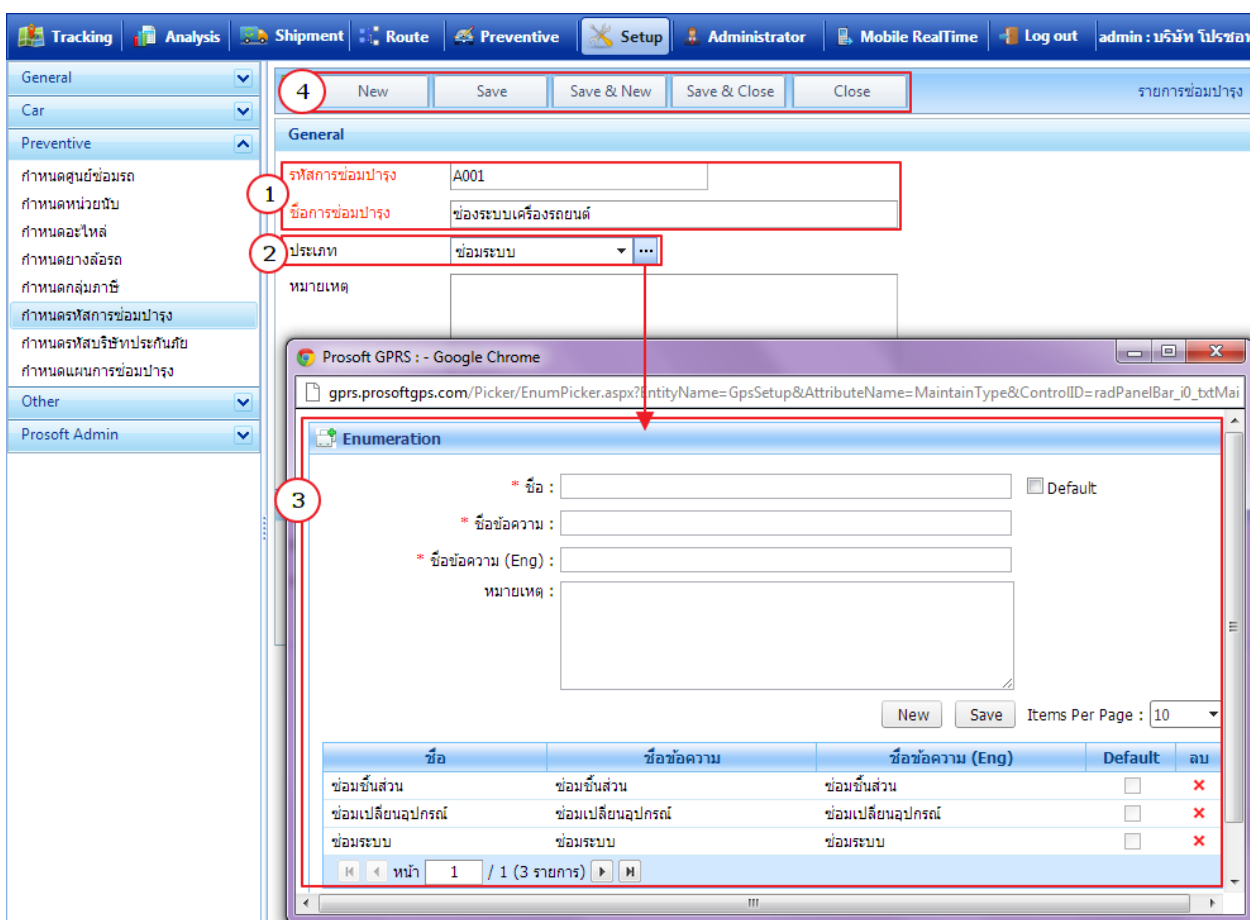 Tracking Analysis Shipment Route Preventive Setup Administrator Mobile RealTime Log out admin : บริษัท โปรซอฟ
General
Car
Preventive
กำหนดศูนย์ซ่อมรถ
กำหนดหน่วยนับ
กำหนดอะไหล่
กำหนดยางล้อรถ
กำหนดกลุ่มภาษี
กำหนดรหัสการซ่อมบำรุง
กำหนดรหัสบริษัทประกันภัย
กำหนดแผนการซ่อมบำรุง
Other
Prosoft Admin
4 New Save Save & New Save & Close Close รายการซ่อมบำรุง
General
1
รหัสการซ่อมบำรุง A001
ชื่อการซ่อมบำรุง ช่องระบบเครื่องรถยนต์
2 ประเภท ซ่อมระบบ ...
หมายเหตุ
Prosoft GPRS : - Google Chrome
gprs.prosoftgps.com/Picker/EnumPicker.aspx?EntityName=GpsSetup&AttributeName=MaintainType&ControlID=radPanelBar_i0_txtMai
3
Enumeration
* ชื่อ : Default
* ชื่อข้อความ :
* ชื่อข้อความ (Eng) :
หมายเหตุ :
New Save Items Per Page : 10
ชื่อ ชื่อข้อความ ชื่อข้อความ (Eng) Default ลบ
ซ่อมชิ้นส่วน ซ่อมชิ้นส่วน ซ่อมชิ้นส่วน
ซ่อมเปลี่ยนอุปกรณ์ ซ่อมเปลี่ยนอุปกรณ์ ซ่อมเปลี่ยนอุปกรณ์
ซ่อมระบบ ซ่อมระบบ ซ่อมระบบ
หน้า 1 / 1 (3 รายการ)